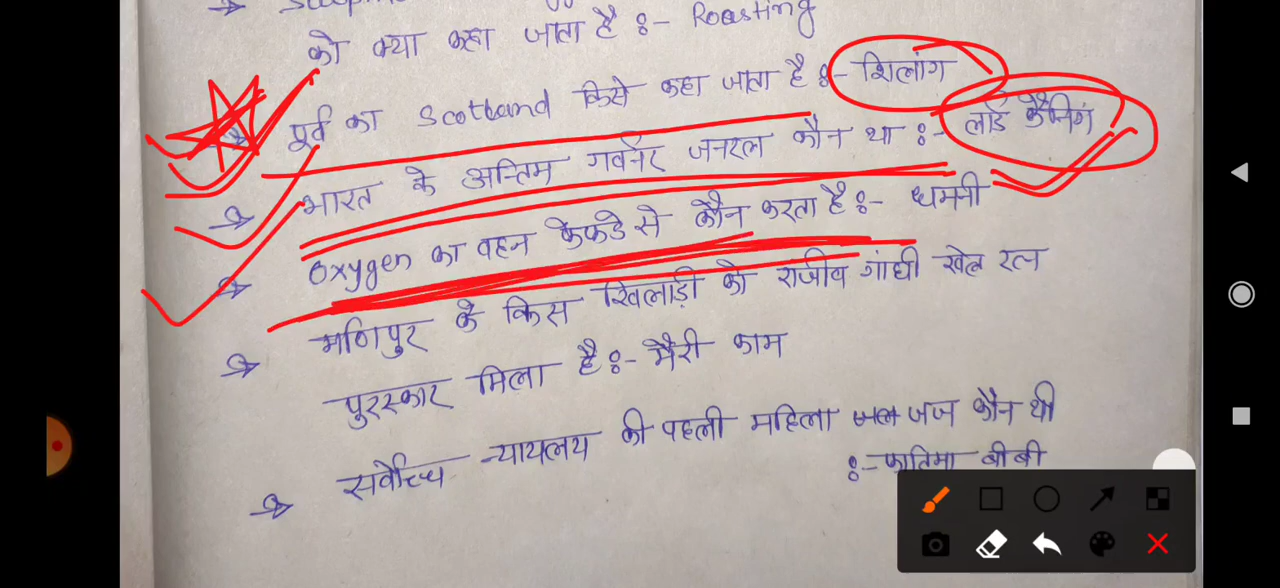 को क्या कहा जाता है :- Roasting
पूर्व का Scotland किसे कहा जाता है :- शिलांग
भारत के अन्तिम गवर्नर जनरल कौन था :- लॉर्ड कैनिंग
Oxygen का वहन फेफडे से कौन करता है :- धमनी
मणिपुर के किस खिलाड़ी को राजीव गांधी खेल रत्न
पुरस्कार मिला है :- मैरी काम
सर्वोच्च न्यायलय की पहली महिला जज कौन थी
:- फातिमा बीबी